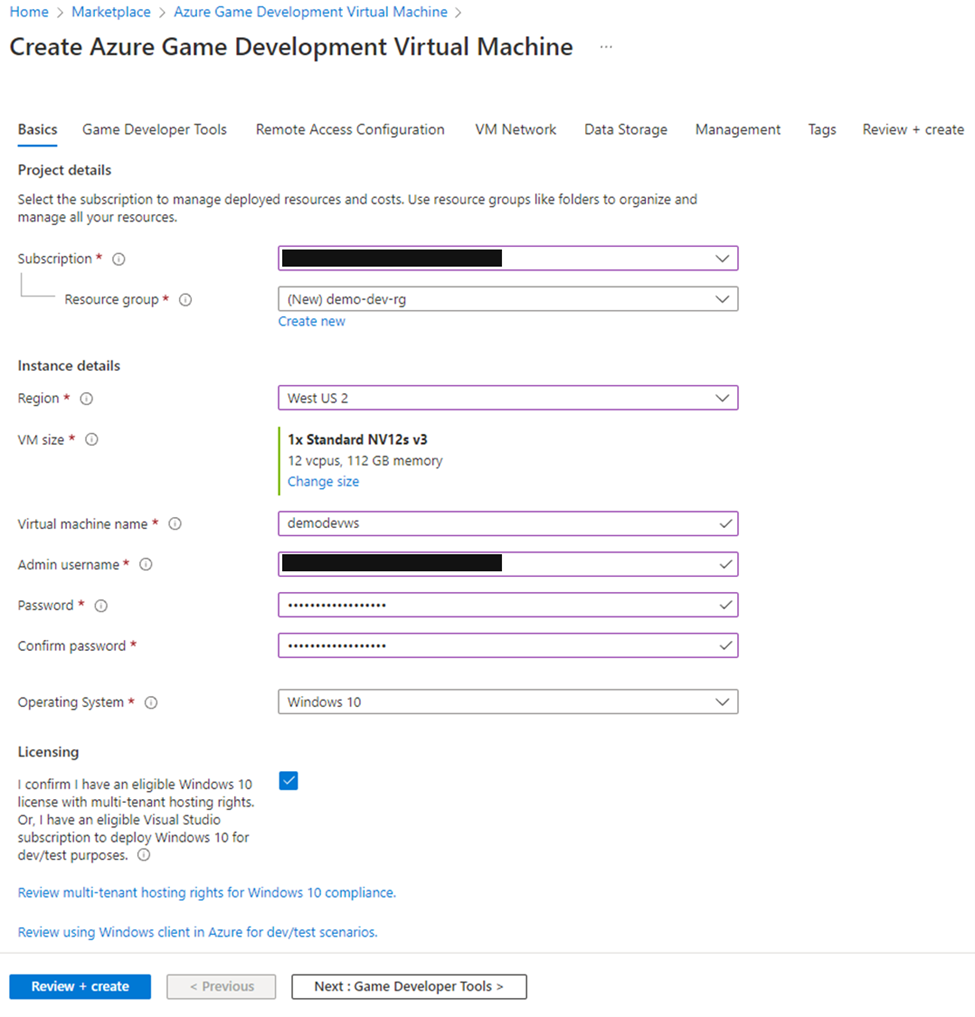 Home > Marketplace > Azure Game Development Virtual Machine >
Create Azure Game Development Virtual Machine ...
Basics Game Developer Tools Remote Access Configuration VM Network Data Storage Management Tags Review + create
Project details
Select the subscription to manage deployed resources and costs. Use resource groups like folders to organize and
manage all your resources.
Subscription *
Resource group * (New) demo-dev-rg
Create new
Instance details
Region * West US 2
VM size * 1x Standard NV12s v3
12 vcpus, 112 GB memory
Change size
Virtual machine name * demodevws
Admin username *
Password * ••••••••••••••••••
Confirm password * ••••••••••••••••••
Operating System * Windows 10
Licensing
I confirm I have an eligible Windows 10
license with multi-tenant hosting rights.
Or, I have an eligible Visual Studio
subscription to deploy Windows 10 for
dev/test purposes.
Review multi-tenant hosting rights for Windows 10 compliance.
Review using Windows client in Azure for dev/test scenarios.
Review + create < Previous Next : Game Developer Tools >